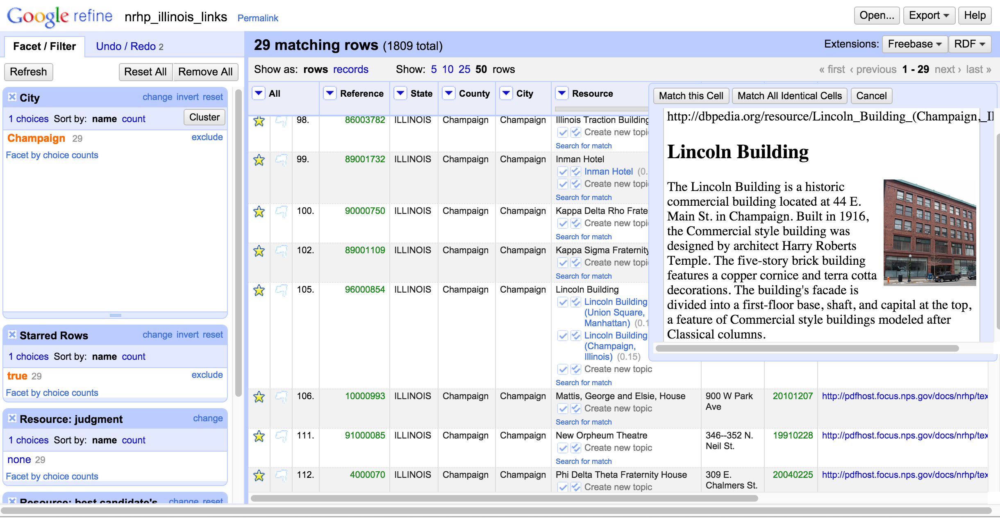 Google refine nrhp_illinois_links Permalink Open... Export Help
Facet / Filter Undo / Redo 2
29 matching rows (1809 total) Extensions: Freebase RDF
Refresh Reset All Remove All
Show as: rows records Show: 5 10 25 50 rows « first ‹ previous 1 - 29 next › last »
City change invert reset
1 choices Sort by: name count Cluster
Champaign 29 exclude
Facet by choice counts
Starred Rows change invert reset
1 choices Sort by: name count
true 29 exclude
Facet by choice counts
Resource: judgment change
1 choices Sort by: name count
none 29
Facet by choice counts
Resource: best candidate's change reset
All Reference State County City Resource
98. 86003782 ILLINOIS Champaign Champaign Illinois Traction Building
Create new topic
Search for match
99. 89001732 ILLINOIS Champaign Champaign Inman Hotel
Inman Hotel (0.
Create new topic
Search for match
100. 90000750 ILLINOIS Champaign Champaign Kappa Delta Rho Frate
Create new topic
Search for match
102. 89001109 ILLINOIS Champaign Champaign Kappa Sigma Fraternity
Create new topic
Search for match
105. 96000854 ILLINOIS Champaign Champaign Lincoln Building
Lincoln Building
(Union Square,
Manhattan) (0.1
Lincoln Building
(Champaign,
Illinois) (0.15)
Create new topic
Search for match
106. 10000993 ILLINOIS Champaign Champaign Mattis, George and Elsie, House 900 W Park 20101207 http://pdfhost.focus.nps.gov/docs/nrhp/tex
Ave
Create new topic
Search for match
111. 91000085 ILLINOIS Champaign Champaign New Orpheum Theatre 346--352 N. 19910228 http://pdfhost.focus.nps.gov/docs/nrhp/tex
Neil St.
Create new topic
Search for match
112. 4000070 ILLINOIS Champaign Champaign Phi Delta Theta Fraternity House 309 E. 20040225 http://pdfhost.focus.nps.gov/docs/nrhp/tex
Chalmers St.
Create new topic
Match this Cell Match All Identical Cells Cancel
http://dbpedia.org/resource/Lincoln_Building_(Champaign,_Il
Lincoln Building
The Lincoln Building is a historic
commercial building located at 44 E.
Main St. in Champaign. Built in 1916,
the Commercial style building was
designed by architect Harry Roberts
Temple. The five-story brick building
features a copper cornice and terra cotta
decorations. The building's facade is
divided into a first-floor base, shaft, and capital at the top,
a feature of Commercial style buildings modeled after
Classical columns.